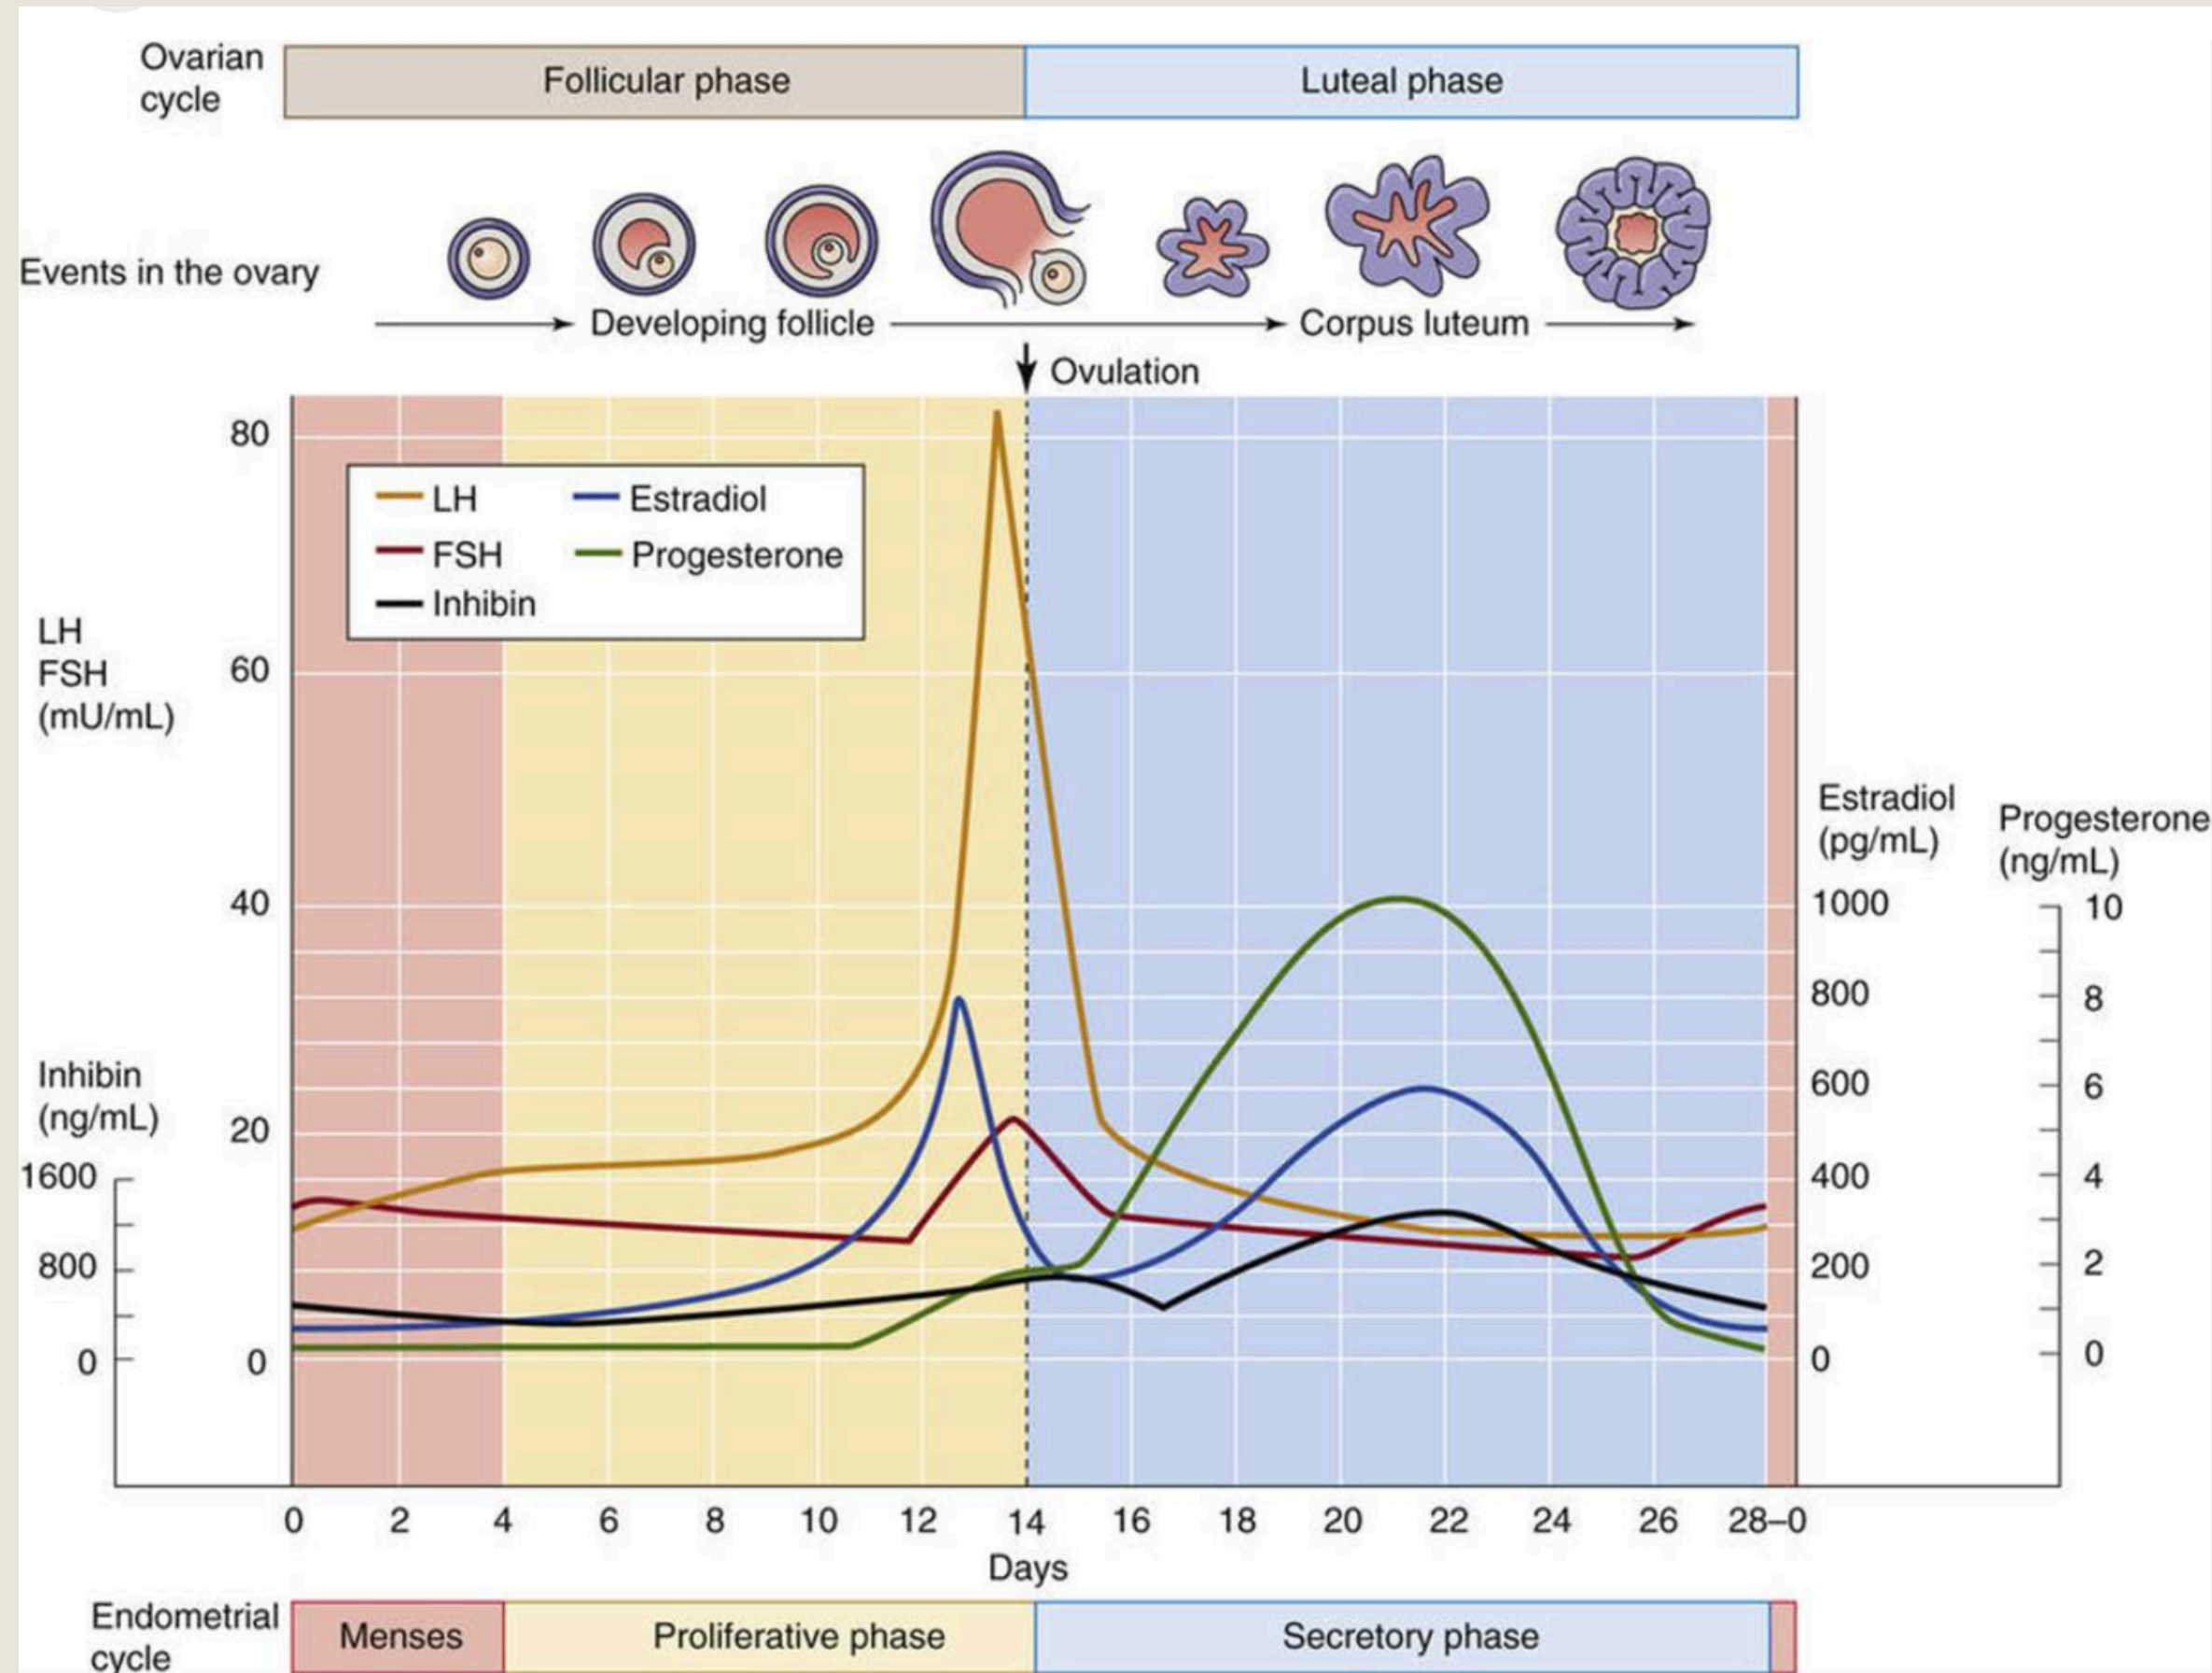 Ovarian
cycle
Follicular phase
Luteal phase
Events in the ovary
Developing follicle
Corpus luteum
Ovulation
LH
FSH
Inhibin
Estradiol
Progesterone
LH
FSH
(mU/mL)
80
60
40
20
0
Inhibin
(ng/mL)
1600
800
0
Estradiol
(pg/mL)
1000
800
600
400
200
0
Progesterone
(ng/mL)
10
8
6
4
2
0
0 2 4 6 8 10 12 14 16 18 20 22 24 26 28–0
Days
Endometrial
cycle
Menses
Proliferative phase
Secretory phase